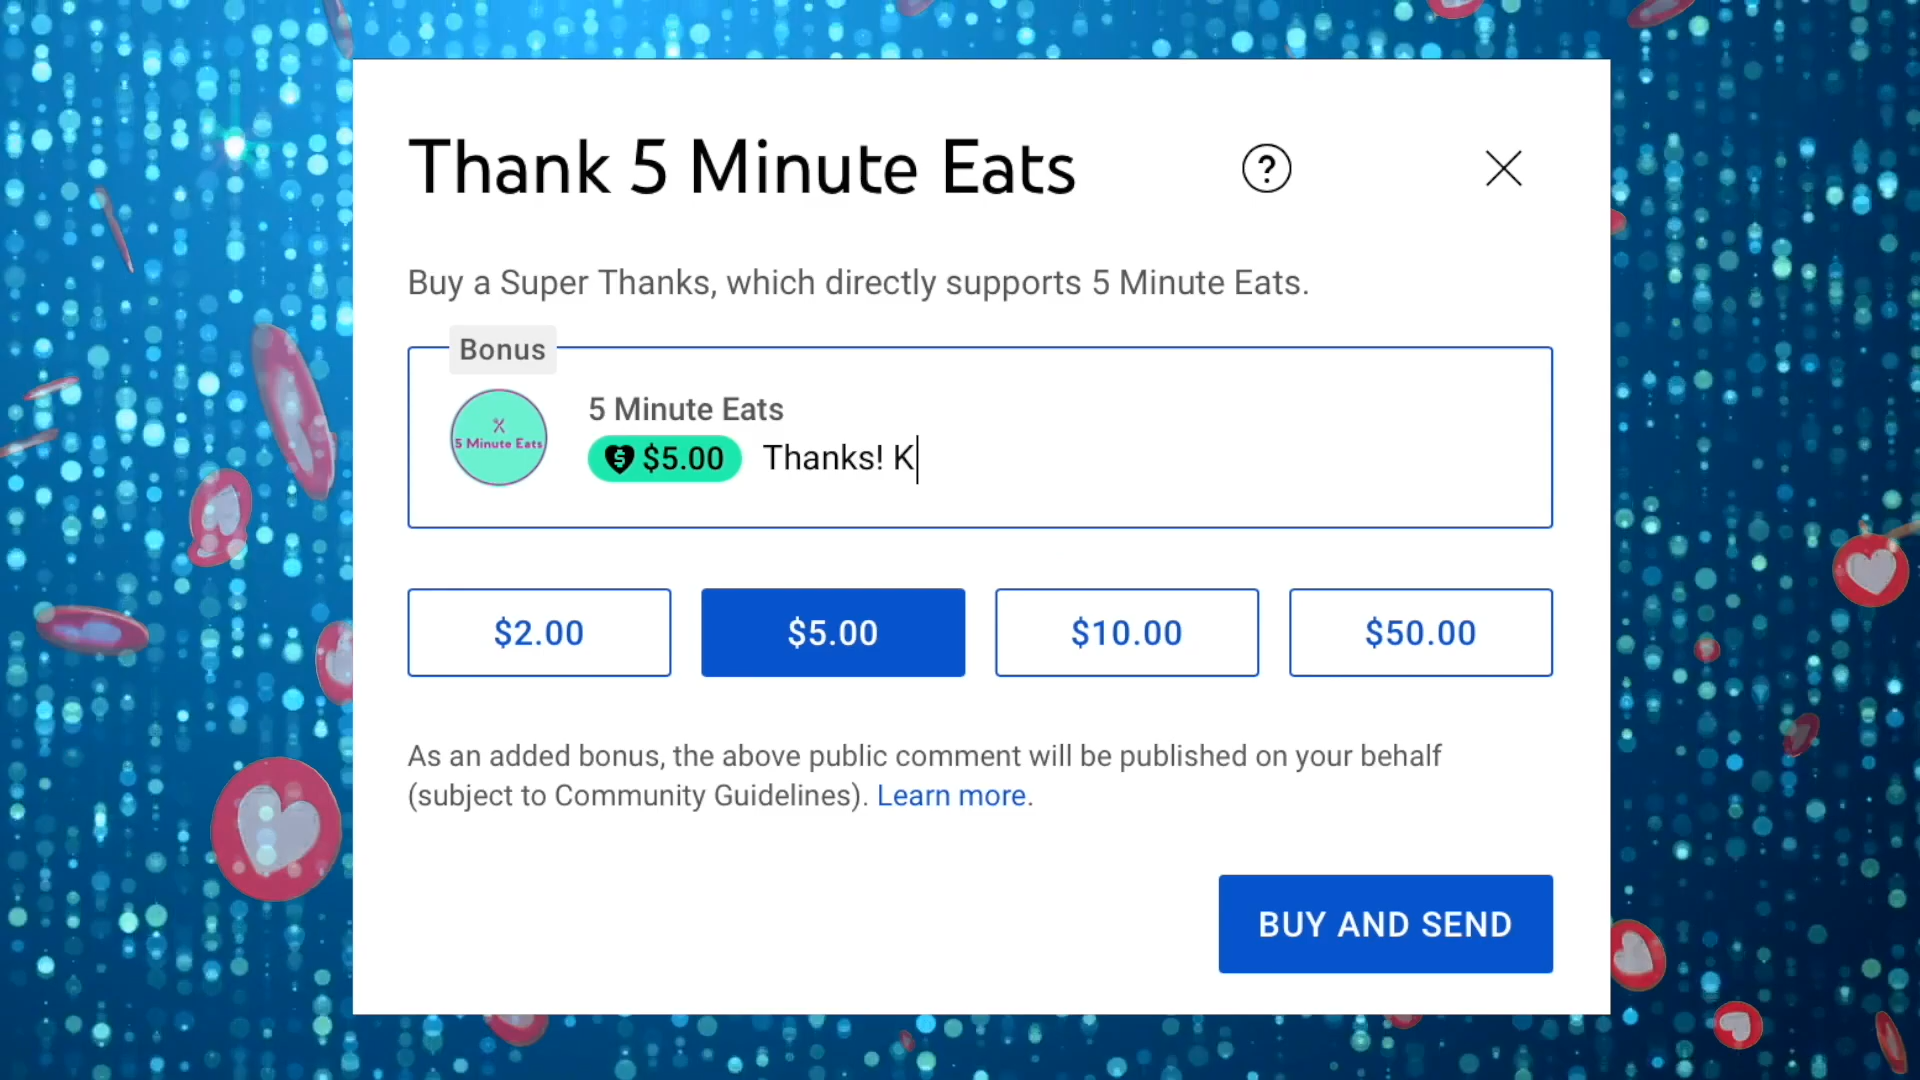 Thank 5 Minute Eats
?
Buy a Super Thanks, which directly supports 5 Minute Eats.
Bonus
5 Minute Eats
5 Minute Eats
$5.00 Thanks! K
$2.00 $5.00 $10.00 $50.00
As an added bonus, the above public comment will be published on your behalf
(subject to Community Guidelines). Learn more.
BUY AND SEND